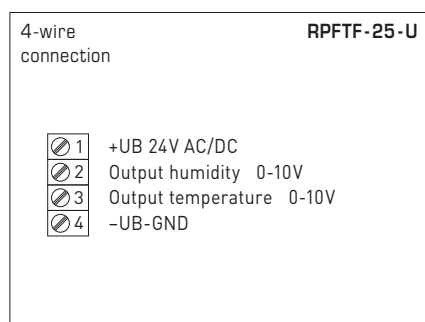 4-wire connection RPFTF-25-U
1 +UB 24V AC/DC
2 Output humidity 0-10V
3 Output temperature 0-10V
4 –UB-GND